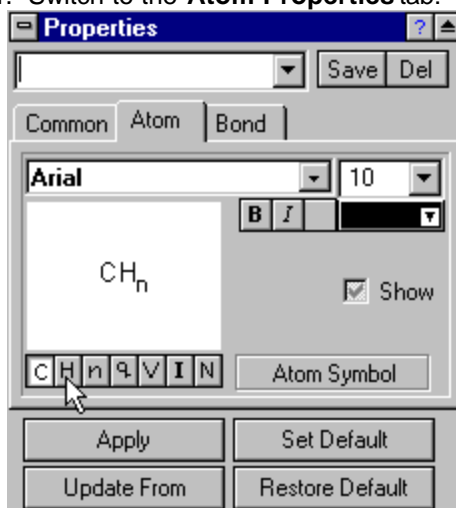 Switch to the Atom Properties tab.
Properties ?
Save Del
Common Atom Bond
Arial 10
B I
CHn
Show
C H n q V I N Atom Symbol
Apply Set Default
Update From Restore Default